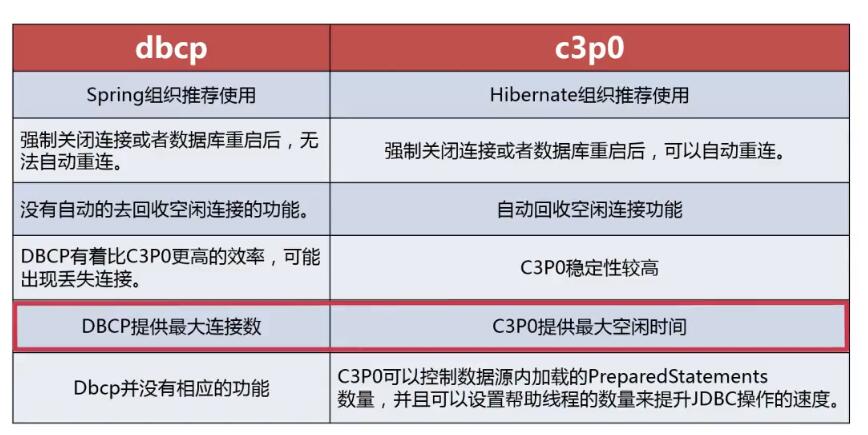 dbcp
c3p0
Spring组织推荐使用
Hibernate组织推荐使用
强制关闭连接或者数据库重启后，无
法自动重连。
强制关闭连接或者数据库重启后，可以自动重连。
没有自动的去回收空闲连接的功能。
自动回收空闲连接功能
DBCP有着比C3P0更高的效率，可能
出现丢失连接。
C3P0稳定性较高
DBCP提供最大连接数
C3P0提供最大空闲时间
Dbcp并没有相应的功能
C3P0可以控制数据源内加载的PreparedStatements
数量，并且可以设置帮助线程的数量来提升JDBC操作的速度。